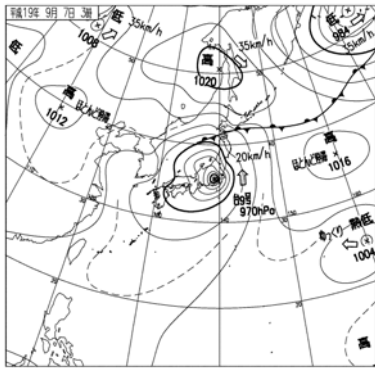 平成19年 9月 7日 3時
低
1008
35km/h
低
高
1020
35km/h
低
984
35km/h
高
ほとんど停滞
1012
高
ほとんど停滞
1016
20km/h
台9号
970hPa
ゆっくり
熱低
1004
高